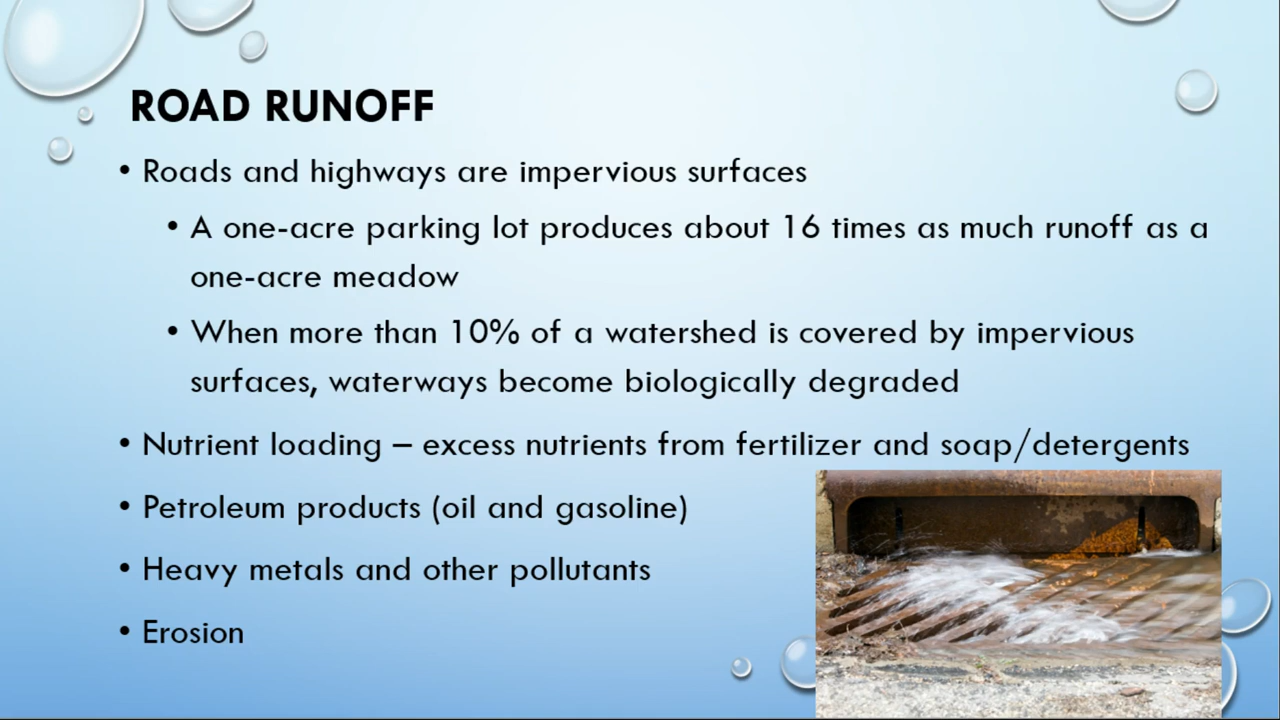 ROAD RUNOFF
• Roads and highways are impervious surfaces
• A one-acre parking lot produces about 16 times as much runoff as a
one-acre meadow
• When more than 10% of a watershed is covered by impervious
surfaces, waterways become biologically degraded
• Nutrient loading – excess nutrients from fertilizer and soap/detergents
• Petroleum products (oil and gasoline)
• Heavy metals and other pollutants
• Erosion